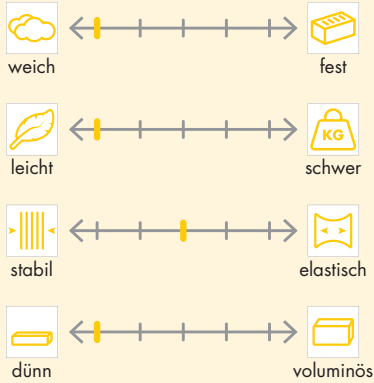 weich fest
KG
leicht schwer
stabil elastisch
dünn voluminös